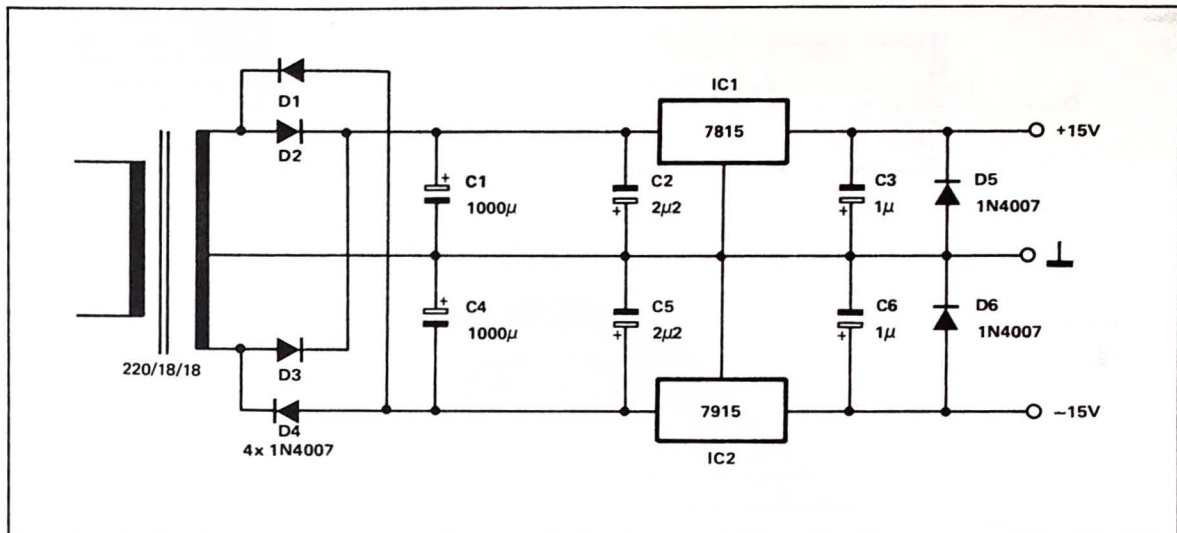 D1
D2
IC1
7815
+15V
+
C1
1000µ
C2
2µ2
+
C3
1µ
+
D5
1N4007
+
C4
1000µ
C5
2µ2
+
C6
1µ
+
D6
1N4007
220/18/18
D3
D4
4x 1N4007
7915
IC2
–15V